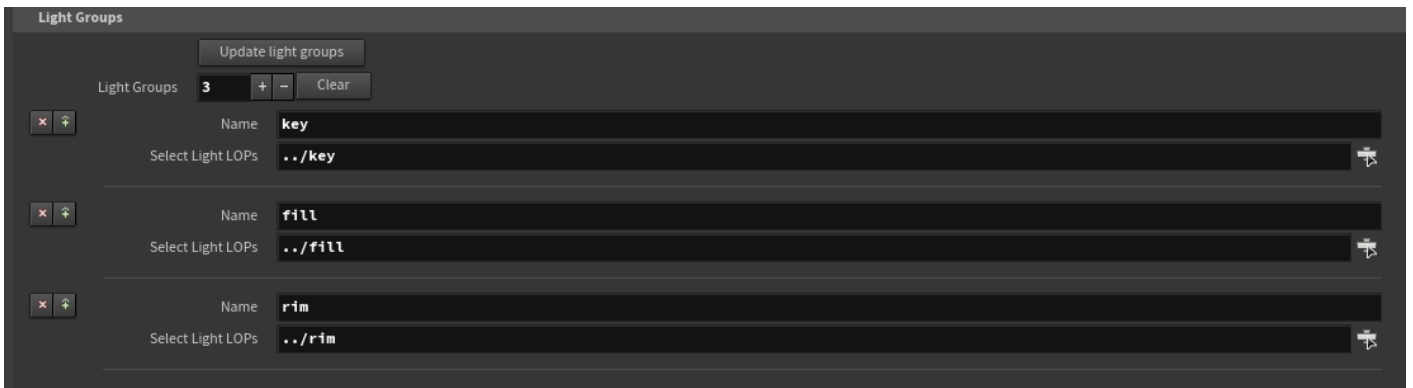 Light Groups
Update light groups
Light Groups 3 + - Clear
Name key
Select Light LOPs ../key
Name fill
Select Light LOPs ../fill
Name rim
Select Light LOPs ../rim